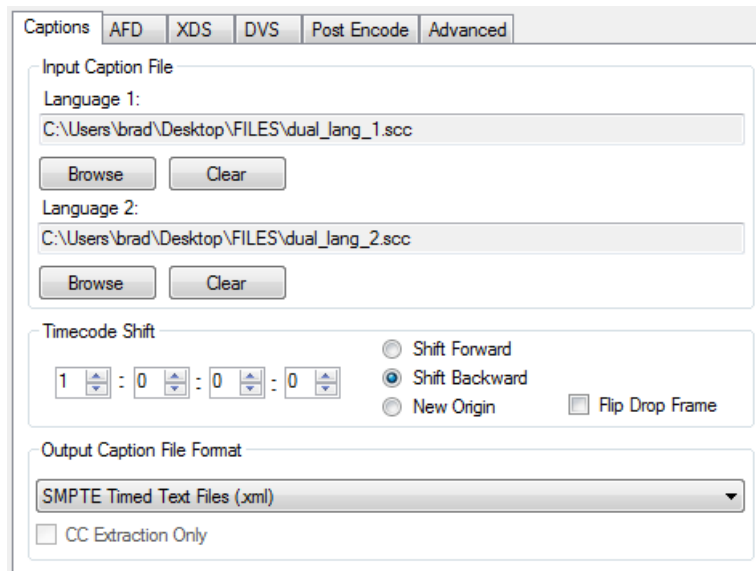 Captions AFD XDS DVS Post Encode Advanced
Input Caption File
Language 1:
C:\Users\brad\Desktop\FILES\dual_lang_1.scc
Browse Clear
Language 2:
C:\Users\brad\Desktop\FILES\dual_lang_2.scc
Browse Clear
Timecode Shift
Shift Forward
1 : 0 : 0 : 0 Shift Backward
New Origin Flip Drop Frame
Output Caption File Format
SMPTE Timed Text Files (.xml)
CC Extraction Only